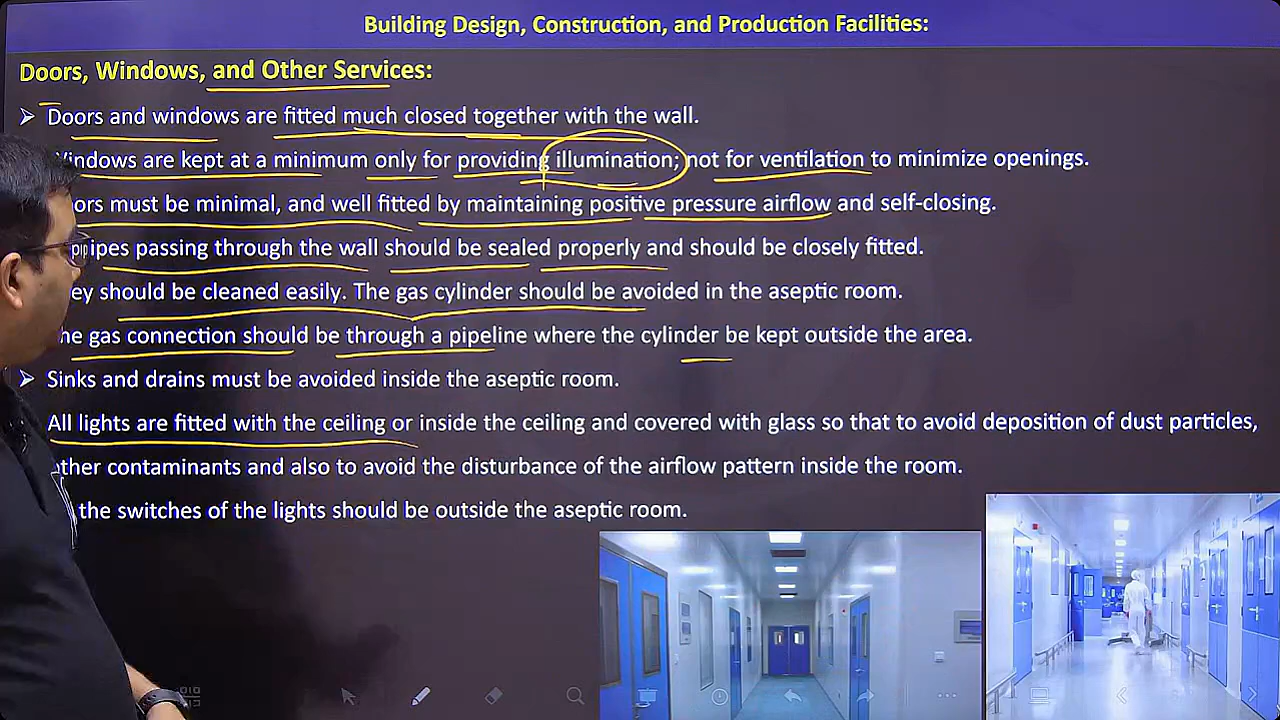 Building Design, Construction, and Production Facilities:
Doors, Windows, and Other Services:
➢ Doors and windows are fitted much closed together with the wall.
Windows are kept at a minimum only for providing illumination; not for ventilation to minimize openings.
ors must be minimal, and well fitted by maintaining positive pressure airflow and self-closing.
pipes passing through the wall should be sealed properly and should be closely fitted.
ey should be cleaned easily. The gas cylinder should be avoided in the aseptic room.
he gas connection should be through a pipeline where the cylinder be kept outside the area.
➢ Sinks and drains must be avoided inside the aseptic room.
All lights are fitted with the ceiling or inside the ceiling and covered with glass so that to avoid deposition of dust particles,
other contaminants and also to avoid the disturbance of the airflow pattern inside the room.
the switches of the lights should be outside the aseptic room.